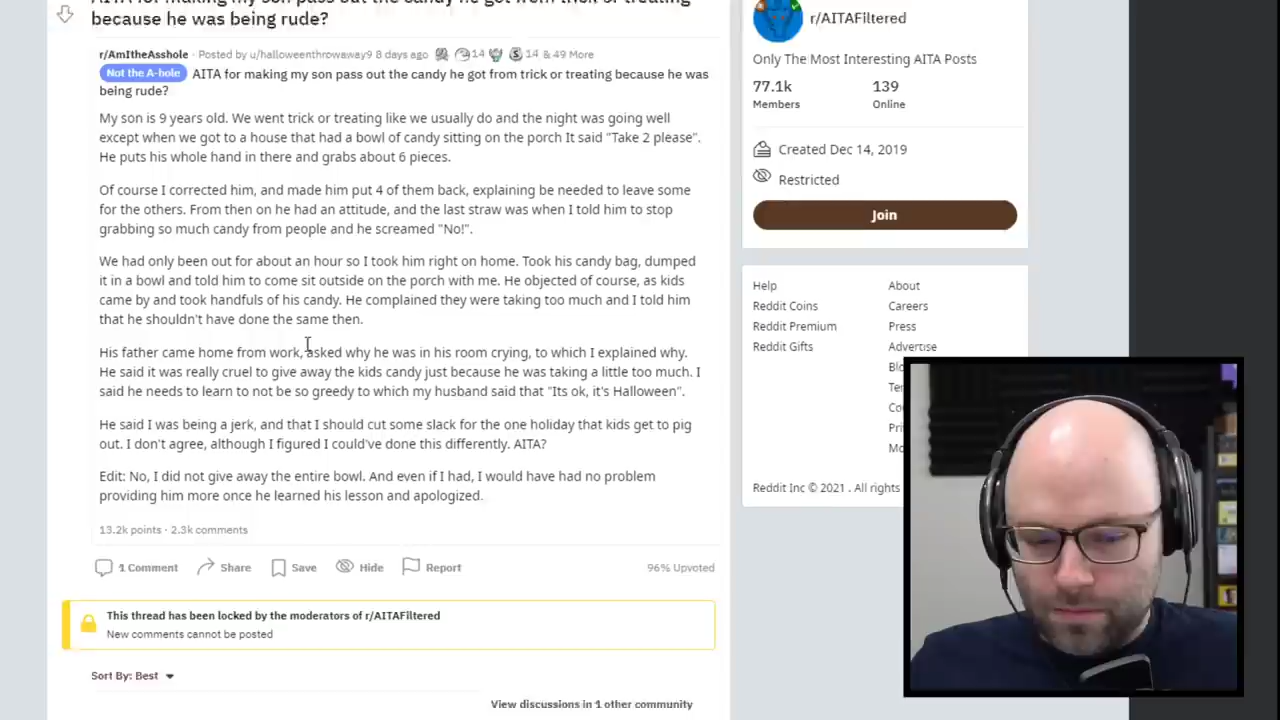 because he was being rude?
r/AmItheAsshole · Posted by u/halloweenthrowaway9 8 days ago 14 14 & 49 More
Not the A-hole AITA for making my son pass out the candy he got from trick or treating because he was
being rude?
My son is 9 years old. We went trick or treating like we usually do and the night was going well
except when we got to a house that had a bowl of candy sitting on the porch It said "Take 2 please".
He puts his whole hand in there and grabs about 6 pieces.
Of course I corrected him, and made him put 4 of them back, explaining be needed to leave some
for the others. From then on he had an attitude, and the last straw was when I told him to stop
grabbing so much candy from people and he screamed "No!".
We had only been out for about an hour so I took him right on home. Took his candy bag, dumped
it in a bowl and told him to come sit outside on the porch with me. He objected of course, as kids
came by and took handfuls of his candy. He complained they were taking too much and I told him
that he shouldn't have done the same then.
His father came home from work, asked why he was in his room crying, to which I explained why.
He said it was really cruel to give away the kids candy just because he was taking a little too much. I
said he needs to learn to not be so greedy to which my husband said that "Its ok, it's Halloween".
He said I was being a jerk, and that I should cut some slack for the one holiday that kids get to pig
out. I don't agree, although I figured I could've done this differently. AITA?
Edit: No, I did not give away the entire bowl. And even if I had, I would have had no problem
providing him more once he learned his lesson and apologized.
13.2k points · 2.3k comments
1 Comment Share Save Hide Report 96% Upvoted
This thread has been locked by the moderators of r/AITAFiltered
New comments cannot be posted
Sort By: Best
View discussions in 1 other community
r/AITAFiltered
Only The Most Interesting AITA Posts
77.1k 139
Members Online
Created Dec 14, 2019
Restricted
Join
Help About
Reddit Coins Careers
Reddit Premium Press
Reddit Gifts Advertise
Reddit Inc © 2021 . All rights